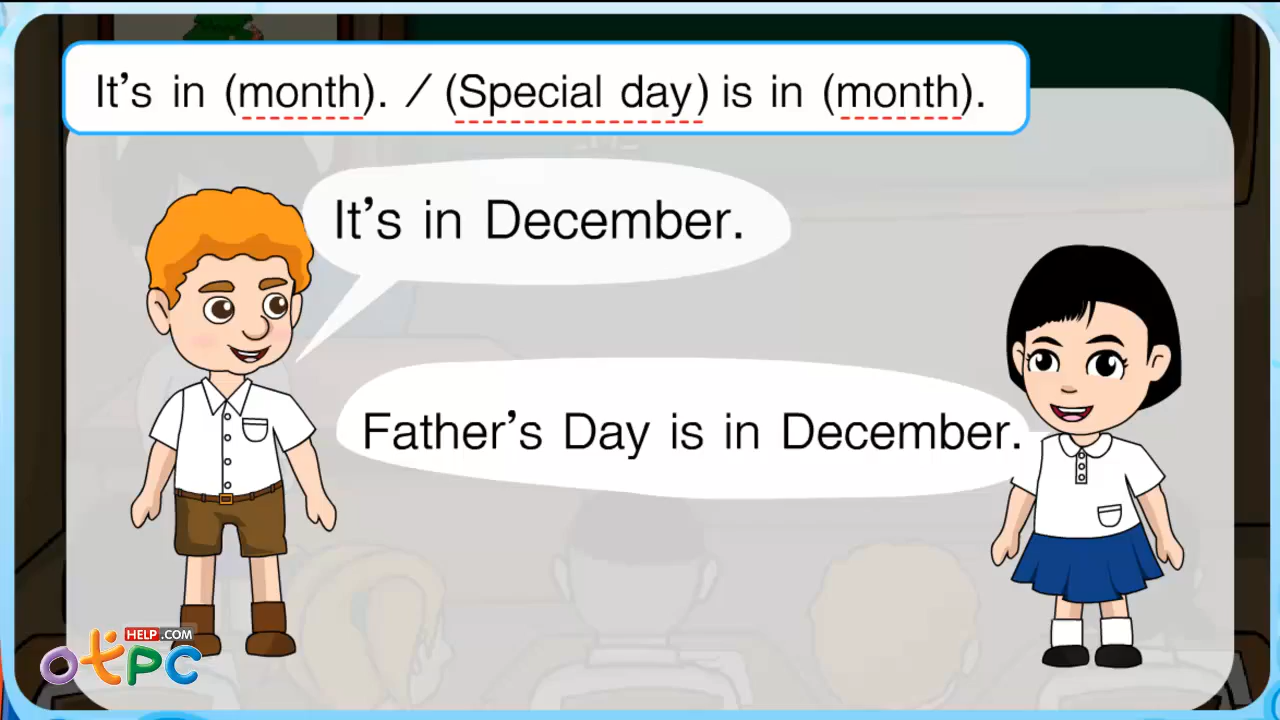 It's in (month). / (Special day) is in (month).
It's in December.
Father's Day is in December.
HELP.COM
OTPC